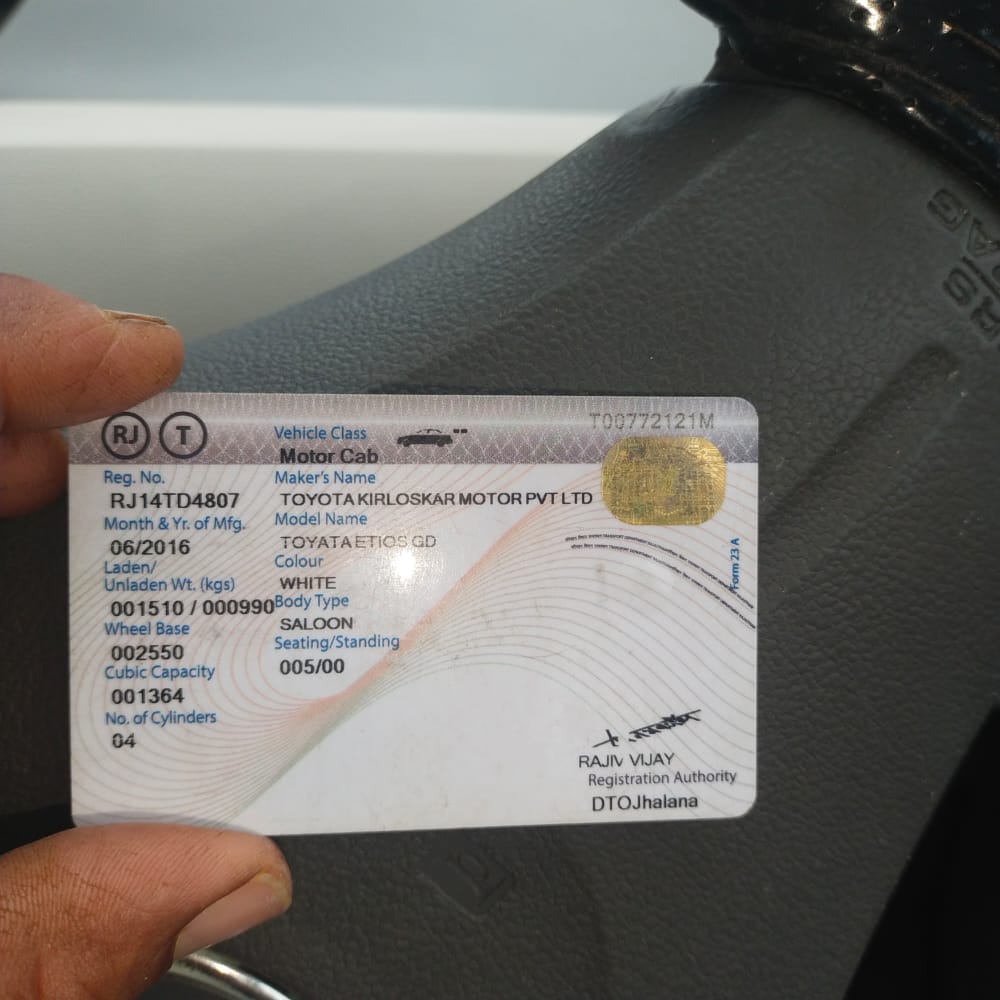 RJ T
T00772121M
Vehicle Class
Motor Cab
Reg. No.
RJ14TD4807
Maker's Name
TOYOTA KIRLOSKAR MOTOR PVT LTD
Month & Yr. of Mfg.
06/2016
Model Name
TOYATA ETIOS GD
Laden/
Unladen Wt. (kgs)
001510 / 000990
Colour
WHITE
Wheel Base
002550
Body Type
SALOON
Cubic Capacity
001364
Seating/Standing
005/00
No. of Cylinders
04
Form 23 A
RAJIV VIJAY
Registration Authority
DTOJhalana
SRS